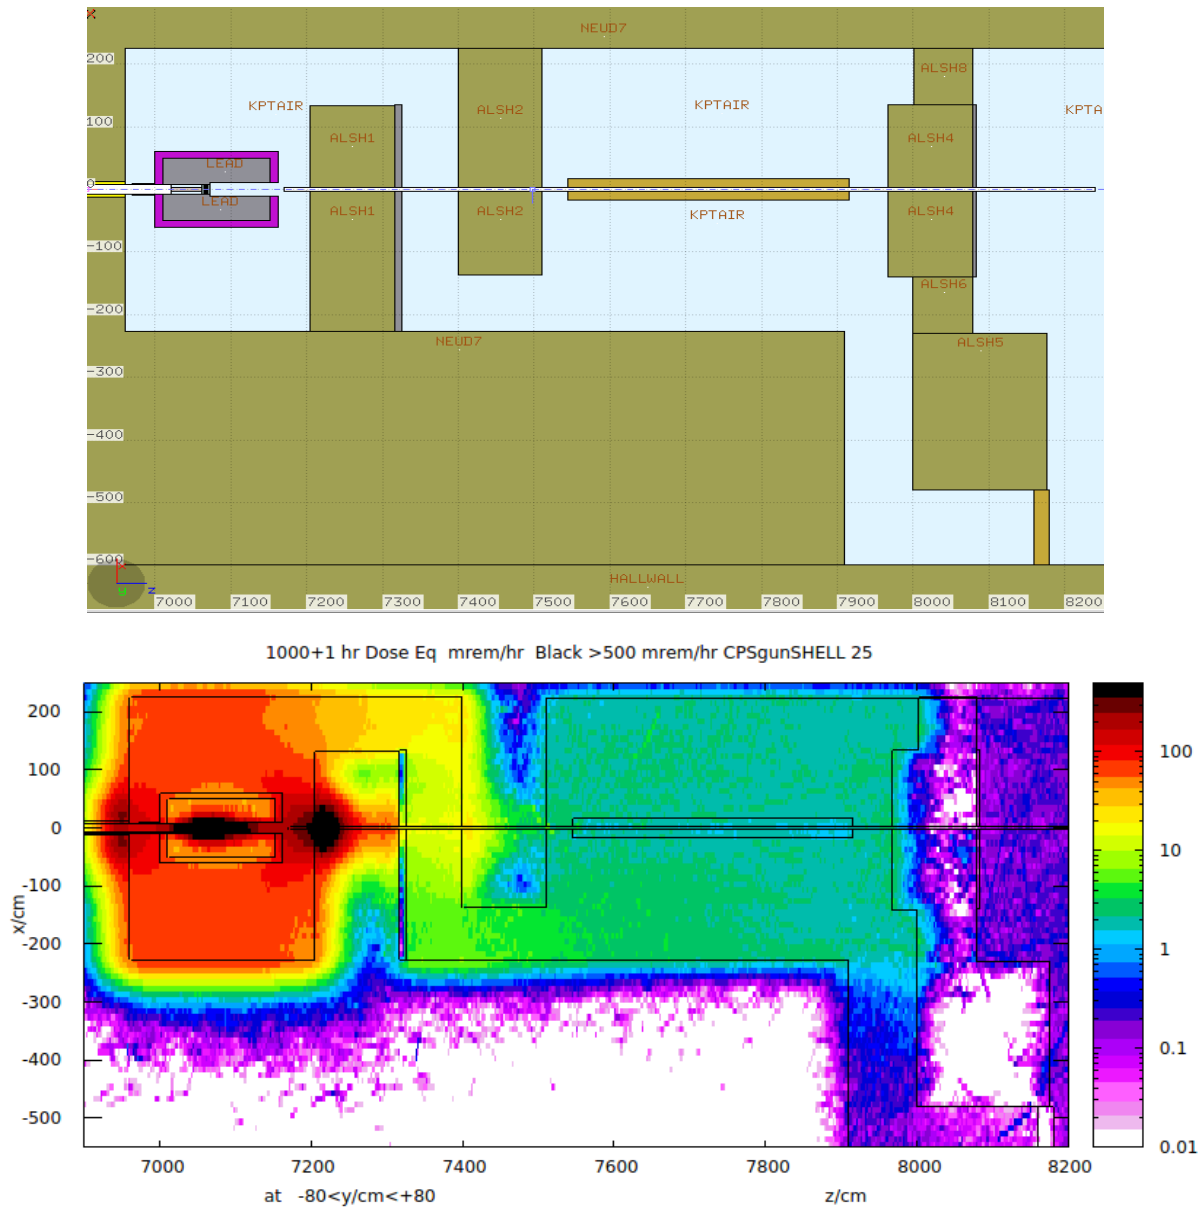 NEUD7
200
ALSH8
KPTAIR
ALSH2
KPTAIR
KPTA
100
ALSH1
ALSH4
LEAD
0
LEAD
ALSH1
ALSH2
KPTAIR
ALSH4
-100
ALSH6
-200
NEUD7
ALSH5
-300
-400
-500
-600
x
HALLWALL
y
z
7000
7100
7200
7300
7400
7500
7600
7700
7800
7900
8000
8100
8200
1000+1 hr Dose Eq mrem/hr Black >500 mrem/hr CPSgunSHELL 25
200
100
0
-100
-200
-300
-400
-500
x/cm
100
10
1
0.1
0.01
7000
7200
7400
7600
7800
8000
8200
at -80<y/cm<+80
z/cm